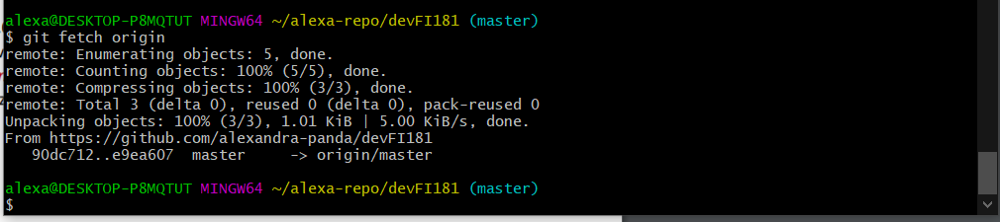 alexa@DESKTOP-P8MQTUT MINGW64 ~/alexa-repo/devFI181 (master)
$ git fetch origin
remote: Enumerating objects: 5, done.
remote: Counting objects: 100% (5/5), done.
remote: Compressing objects: 100% (3/3), done.
remote: Total 3 (delta 0), reused 0 (delta 0), pack-reused 0
Unpacking objects: 100% (3/3), 1.01 KiB | 5.00 KiB/s, done.
From https://github.com/alexandra-panda/devFI181
   90dc712..e9ea607  master     -> origin/master
alexa@DESKTOP-P8MQTUT MINGW64 ~/alexa-repo/devFI181 (master)
$